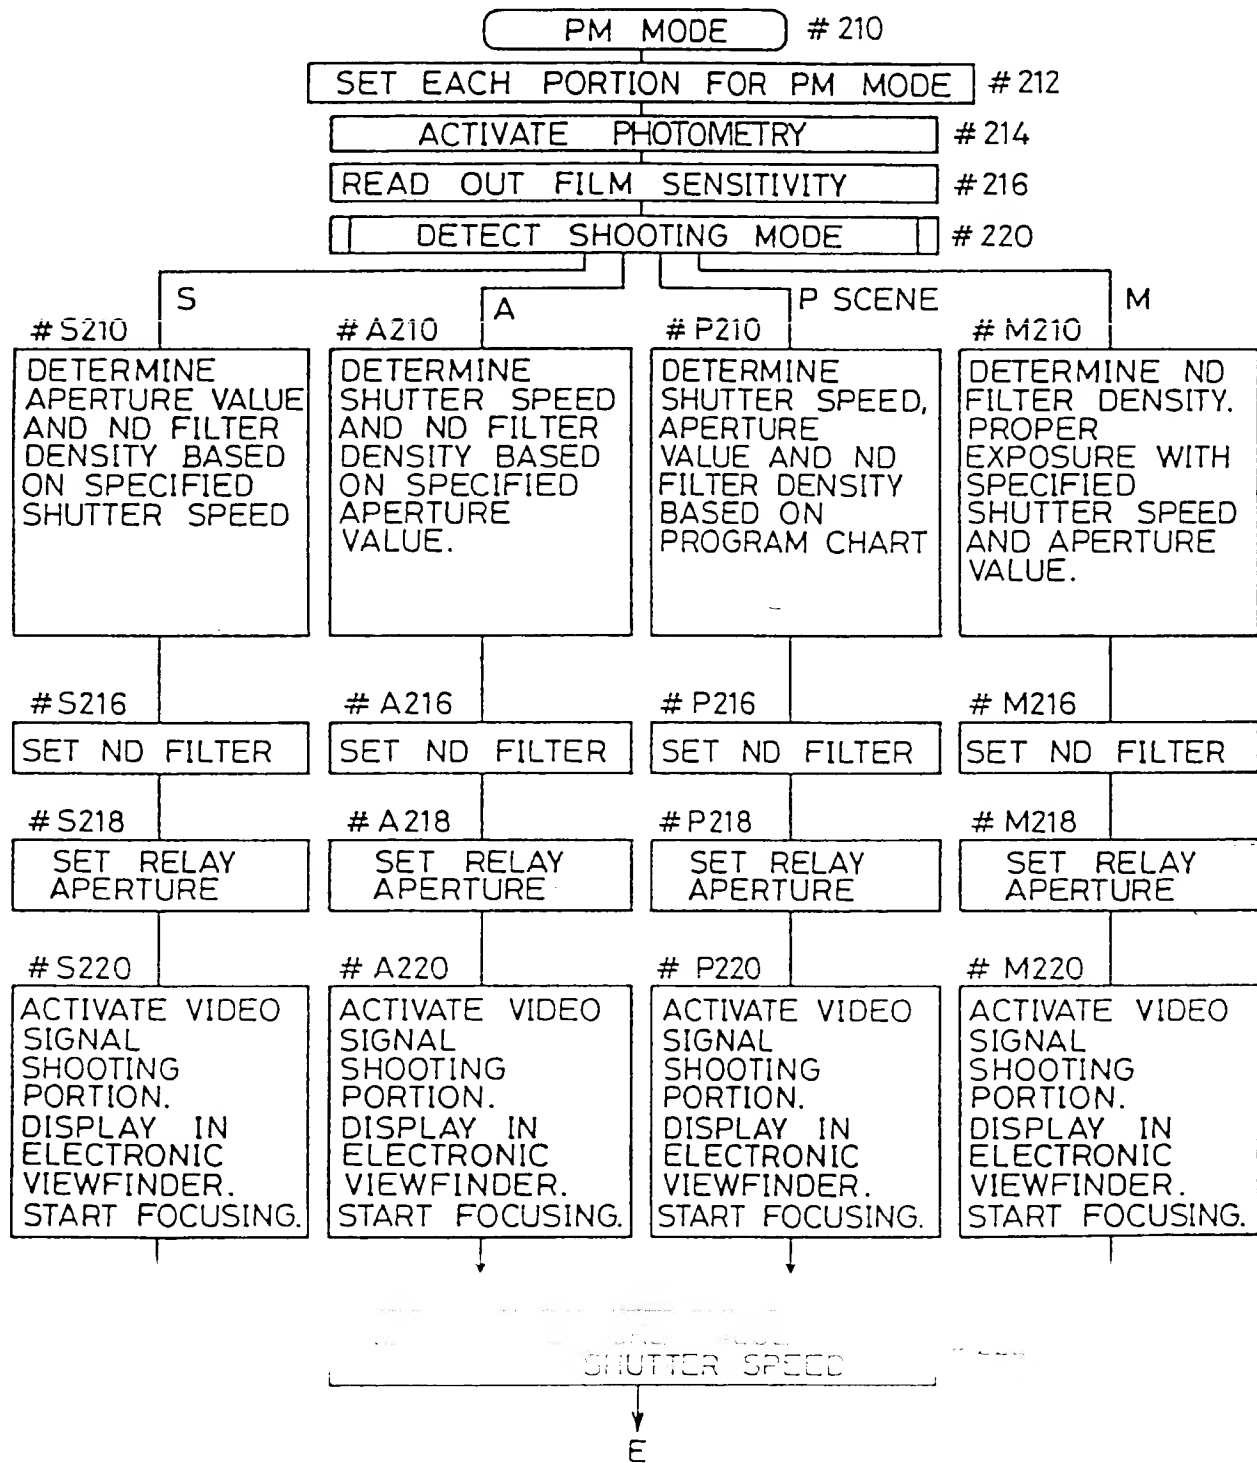 PM MODE #210
SET EACH PORTION FOR PM MODE #212
ACTIVATE PHOTOMETRY #214
READ OUT FILM SENSITIVITY #216
DETECT SHOOTING MODE #220
S
A
P SCENE
M
#S210
DETERMINE
APERTURE VALUE
AND ND FILTER
DENSITY BASED
ON SPECIFIED
SHUTTER SPEED
#A210
DETERMINE
SHUTTER SPEED
AND ND FILTER
DENSITY BASED
ON SPECIFIED
APERTURE
VALUE.
#P210
DETERMINE
SHUTTER SPEED,
APERTURE
VALUE AND ND
FILTER DENSITY
BASED ON
PROGRAM CHART
#M210
DETERMINE ND
FILTER DENSITY.
PROPER
EXPOSURE WITH
SPECIFIED
SHUTTER SPEED
AND APERTURE
VALUE.
#S216
SET ND FILTER
#A216
SET ND FILTER
#P216
SET ND FILTER
#M216
SET ND FILTER
#S218
SET RELAY
APERTURE
#A218
SET RELAY
APERTURE
#P218
SET RELAY
APERTURE
#M218
SET RELAY
APERTURE
#S220
ACTIVATE VIDEO
SIGNAL
SHOOTING
PORTION.
DISPLAY IN
ELECTRONIC
VIEWFINDER.
START FOCUSING.
#A220
ACTIVATE VIDEO
SIGNAL
SHOOTING
PORTION.
DISPLAY IN
ELECTRONIC
VIEWFINDER.
START FOCUSING.
#P220
ACTIVATE VIDEO
SIGNAL
SHOOTING
PORTION.
DISPLAY IN
ELECTRONIC
VIEWFINDER.
START FOCUSING.
#M220
ACTIVATE VIDEO
SIGNAL
SHOOTING
PORTION.
DISPLAY IN
ELECTRONIC
VIEWFINDER.
START FOCUSING.
SHUTTER SPEED
E